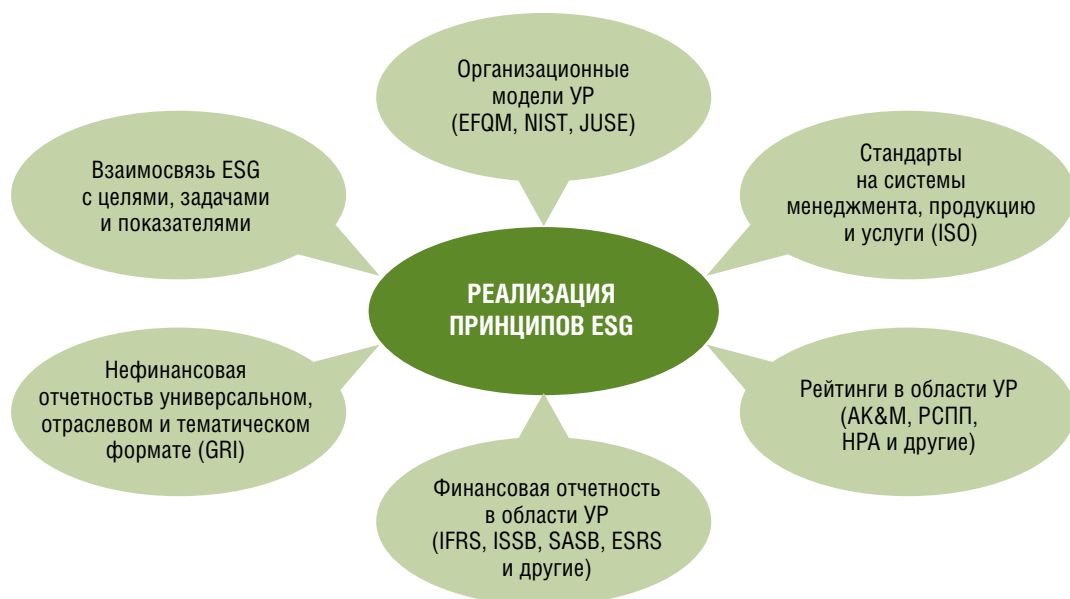 Организационные
модели УР
(EFQM, NIST, JUSE)
Взаимосвязь ESG
с целями, задачами
и показателями
Стандарты
на системы
менеджмента, продукцию
и услуги (ISO)
РЕАЛИЗАЦИЯ
ПРИНЦИПОВ ESG
Нефинансовая
отчетностьв универсальном,
отраслевом и тематическом
формате (GRI)
Рейтинги в области УР
(AK&M, РСПП,
НРА и другие)
Финансовая отчетность
в области УР
(IFRS, ISSB, SASB, ESRS
и другие)